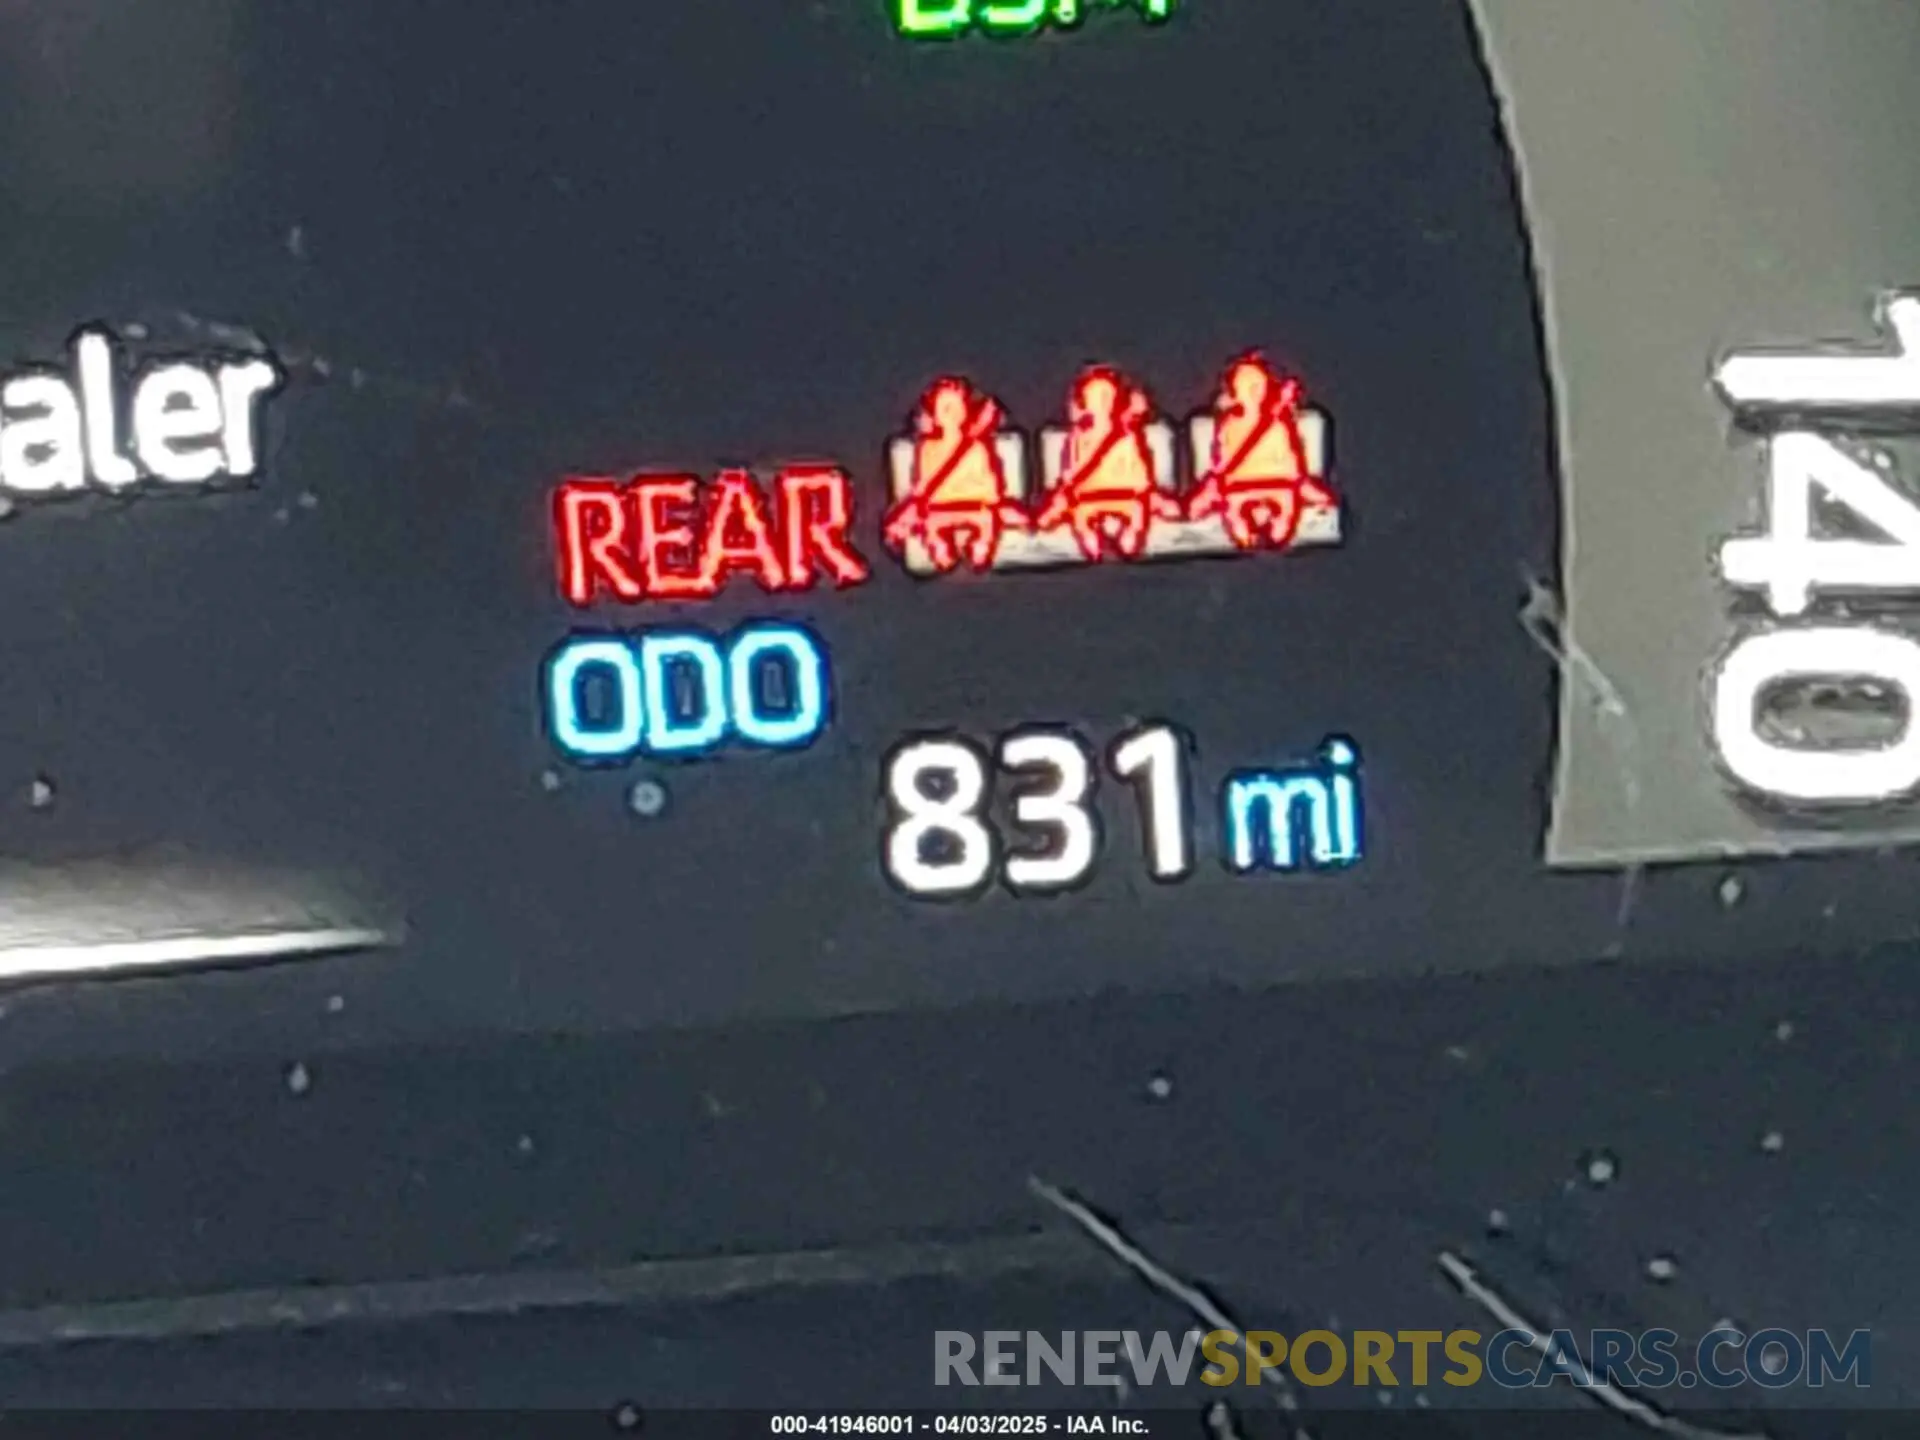 aler
REAR
ODO
831 mi
140
RENEWSPORTSCARS.COM
000-41946001 - 04/03/2025 - IAA Inc.